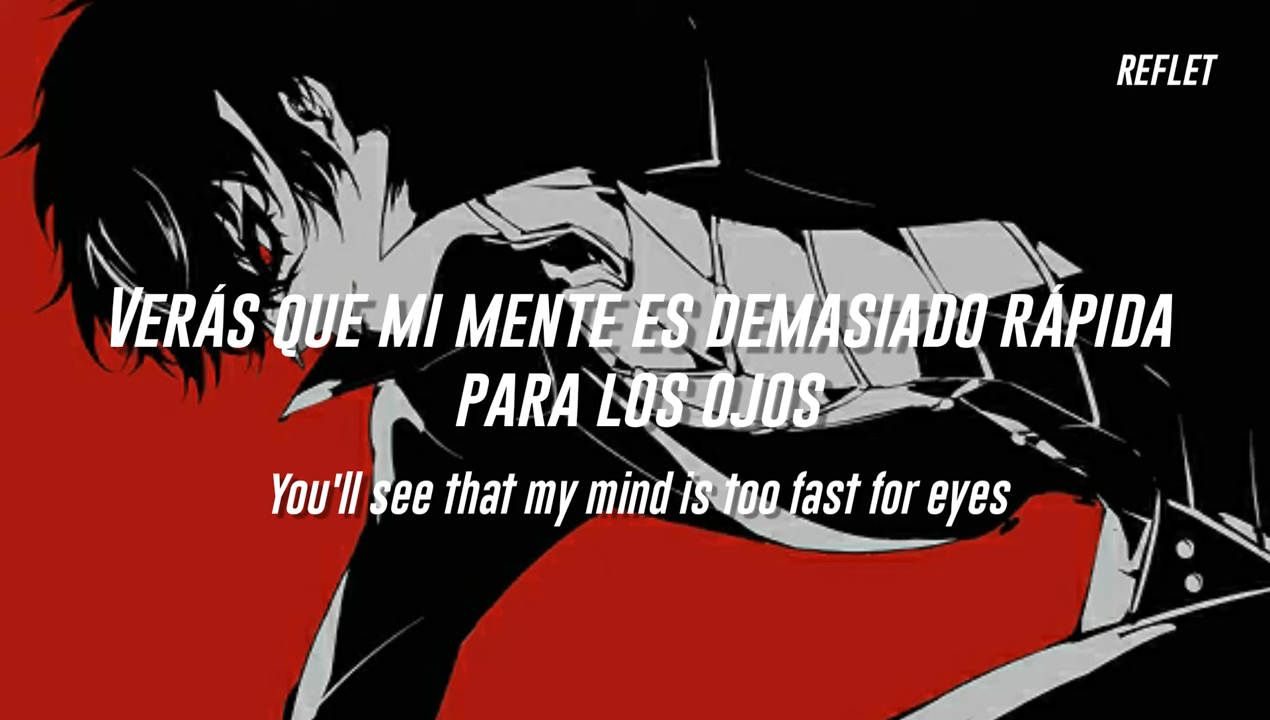 REFLET
VERÁS QUE MI MENTE ES DEMASIADO RÁPIDA
PARA LOS OJOS
You'll see that my mind is too fast for eyes